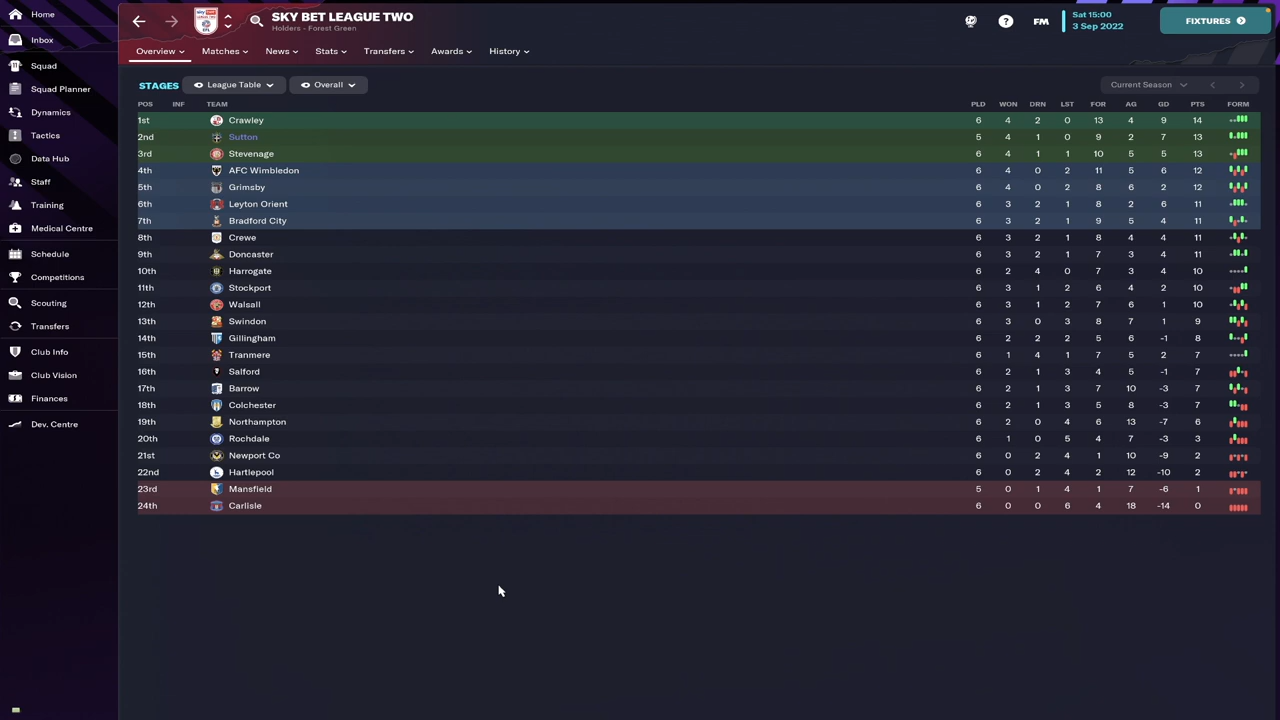 Home
SKY BET LEAGUE TWO
Holders - Forest Green
Sat 15:00
3 Sep 2022
FM
FIXTURES
Inbox
Squad
Squad Planner
Dynamics
Tactics
Data Hub
Staff
Training
Medical Centre
Schedule
Competitions
Scouting
Transfers
Club Info
Club Vision
Finances
Dev. Centre
Overview Matches News Stats Transfers Awards History
STAGES League Table Overall Current Season
POS INF TEAM PLD WON DRN LST FOR AG GD PTS FORM
1st Crawley 6 4 2 0 13 4 9 14
2nd Sutton 5 4 1 0 9 2 7 13
3rd Stevenage 6 4 1 1 10 5 5 13
4th AFC Wimbledon 6 4 0 2 11 5 6 12
5th Grimsby 6 4 0 2 8 6 2 12
6th Leyton Orient 6 3 2 1 8 2 6 11
7th Bradford City 6 3 2 1 9 5 4 11
8th Crewe 6 3 2 1 8 4 4 11
9th Doncaster 6 3 2 1 7 3 4 11
10th Harrogate 6 2 4 0 7 3 4 10
11th Stockport 6 3 1 2 6 4 2 10
12th Walsall 6 3 1 2 7 6 1 10
13th Swindon 6 3 0 3 8 7 1 9
14th Gillingham 6 2 2 2 5 6 -1 8
15th Tranmere 6 1 4 1 7 5 2 7
16th Salford 6 2 1 3 4 5 -1 7
17th Barrow 6 2 1 3 7 10 -3 7
18th Colchester 6 2 1 3 5 8 -3 7
19th Northampton 6 2 0 4 6 13 -7 6
20th Rochdale 6 1 0 5 4 7 -3 3
21st Newport Co 6 0 2 4 1 10 -9 2
22nd Hartlepool 6 0 2 4 2 12 -10 2
23rd Mansfield 5 0 1 4 1 7 -6 1
24th Carlisle 6 0 0 6 4 18 -14 0